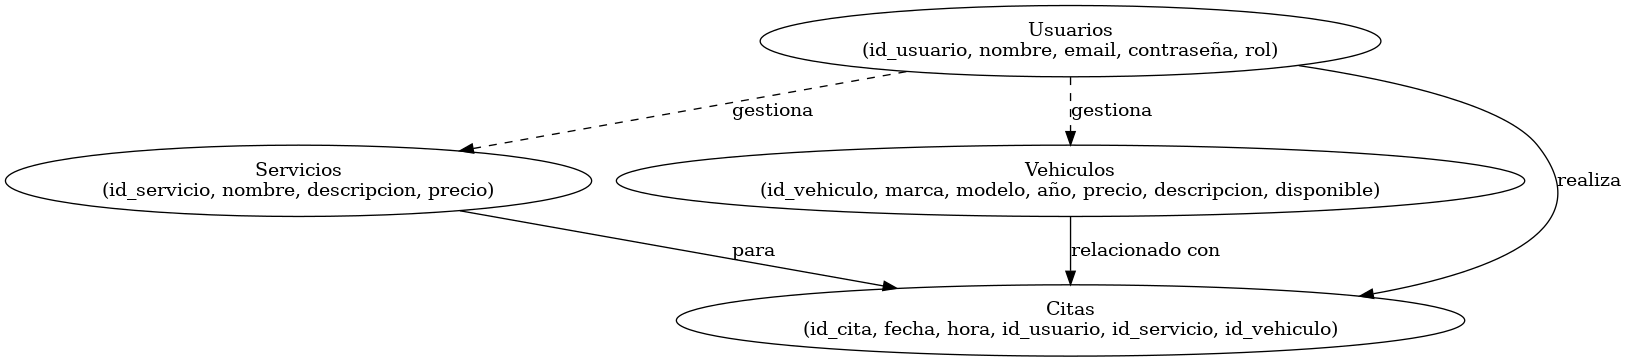 Usuarios
(id_usuario, nombre, email, contraseña, rol)
gestiona
gestiona
Servicios
(id_servicio, nombre, descripcion, precio)
Vehiculos
(id_vehiculo, marca, modelo, año, precio, descripcion, disponible)
realiza
para
relacionado con
Citas
(id_cita, fecha, hora, id_usuario, id_servicio, id_vehiculo)